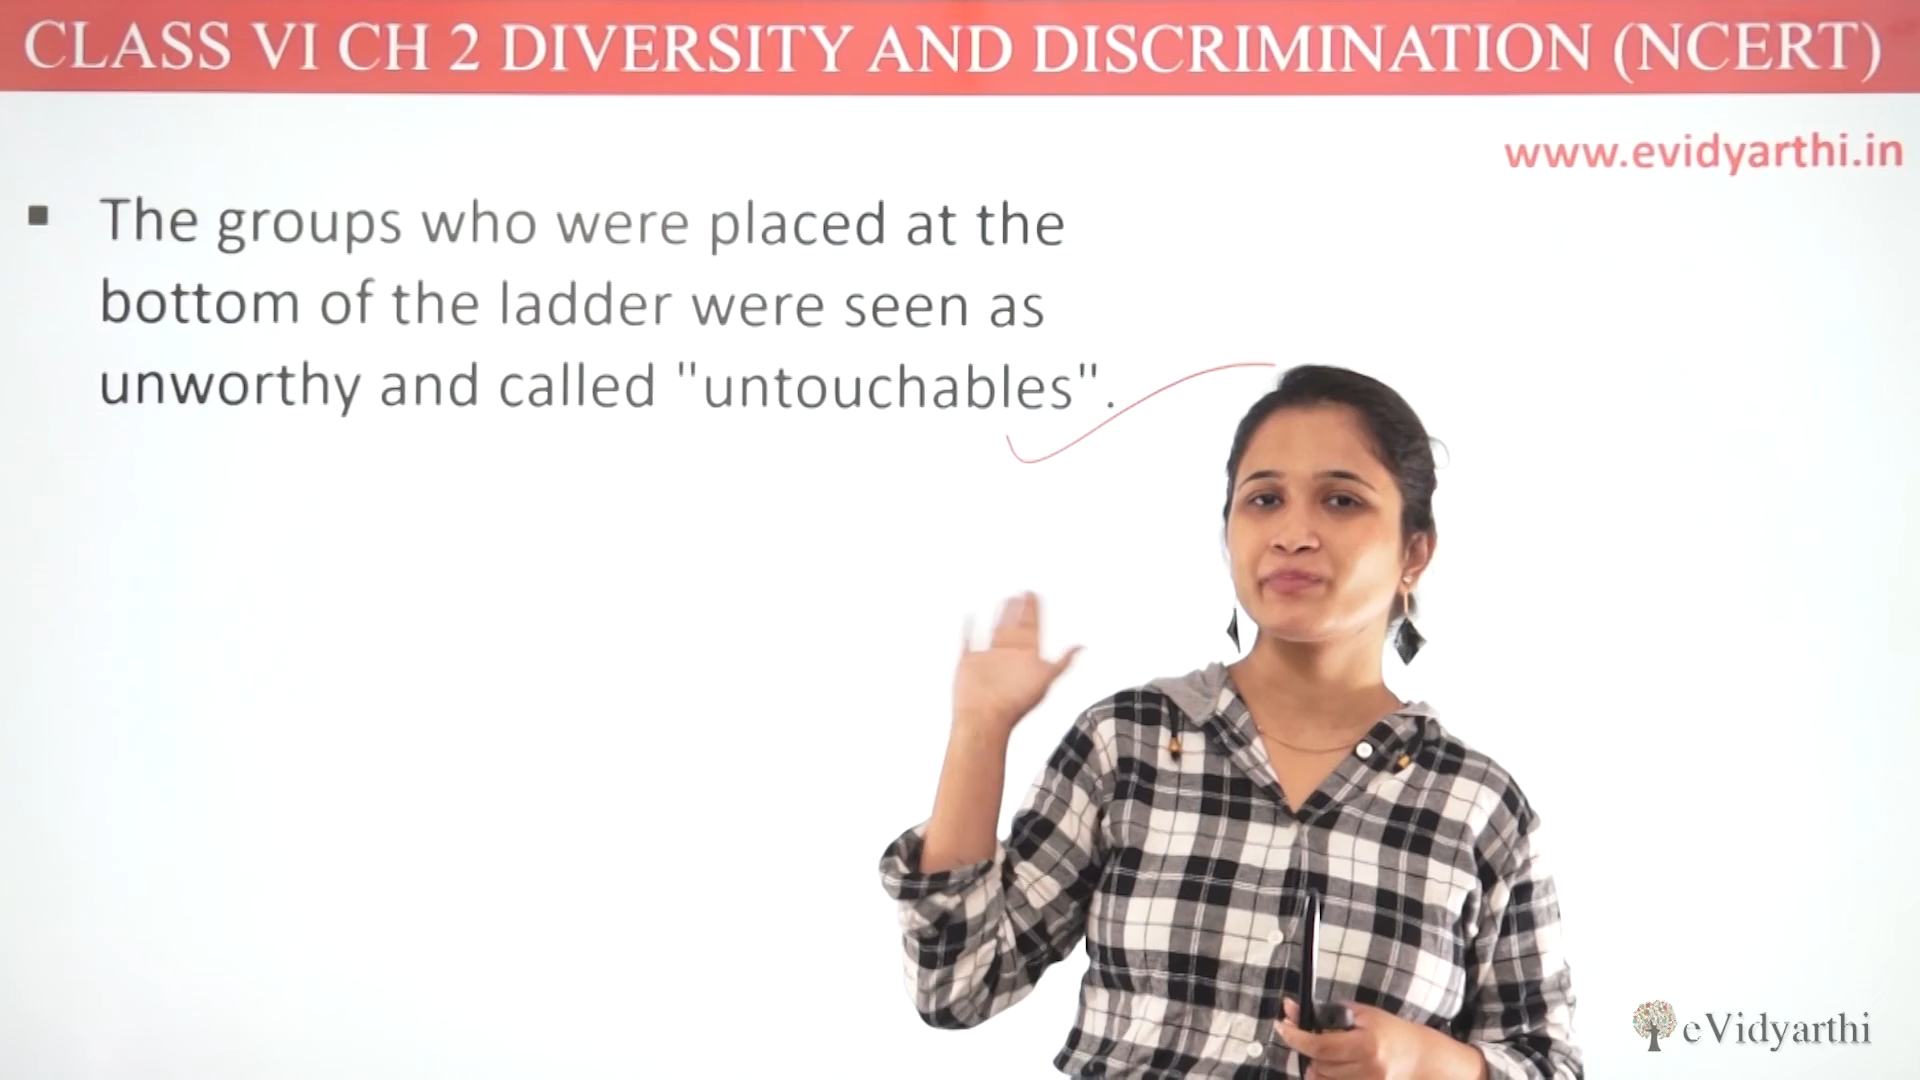 CLASS VI CH 2 DIVERSITY AND DISCRIMINATION (NCERT)
www.evidyarthi.in
▪ The groups who were placed at the
bottom of the ladder were seen as
unworthy and called "untouchables".
eVidyarthi